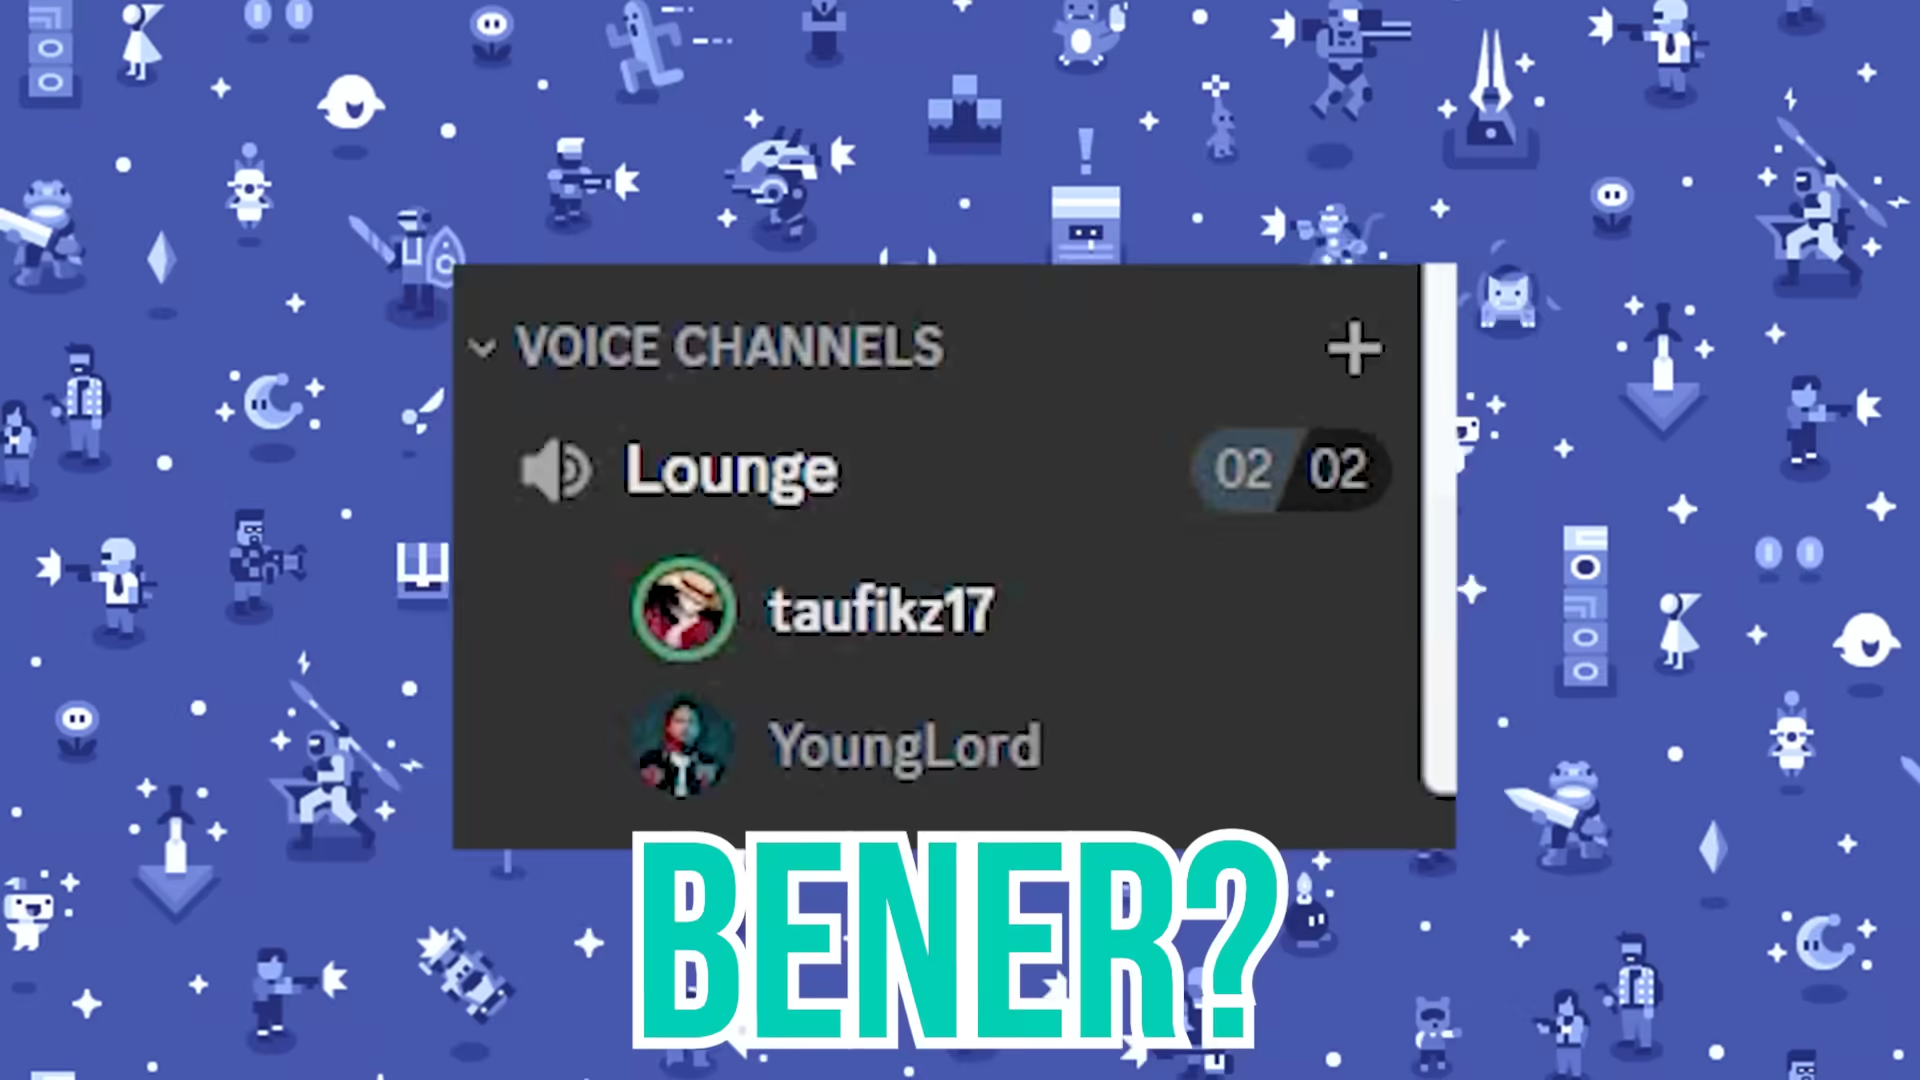 VOICE CHANNELS
Lounge 02 02
taufikz17
YoungLord
BENER?